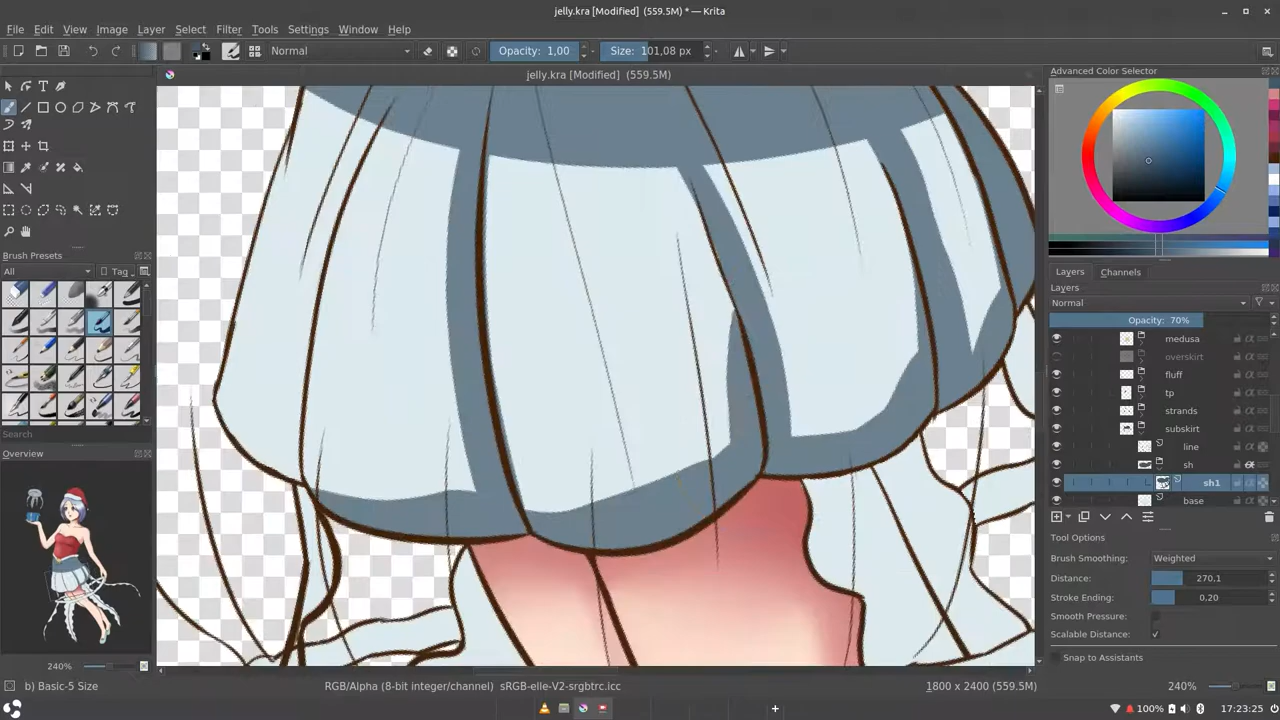 jelly.kra [Modified] (559.5M) * — Krita
File Edit View Image Layer Select Filter Tools Settings Window Help
Normal Opacity: 1,00 Size: 101,08 px
jelly.kra [Modified] (559.5M)
Advanced Color Selector
Brush Presets
All Tag
Search
Overview
240%
Layers Channels
Layers
Normal
Opacity: 70%
medusa
overskirt
fluff
tp
strands
subskirt
line
sh
sh1
base
Tool Options
Brush Smoothing: Weighted
Distance: 270,1
Stroke Ending: 0,20
Smooth Pressure:
Scalable Distance:
Snap to Assistants
b) Basic-5 Size RGB/Alpha (8-bit integer/channel) sRGB-elle-V2-srgbtrc.icc 1800 x 2400 (559.5M) 240%
100% 17:23:25